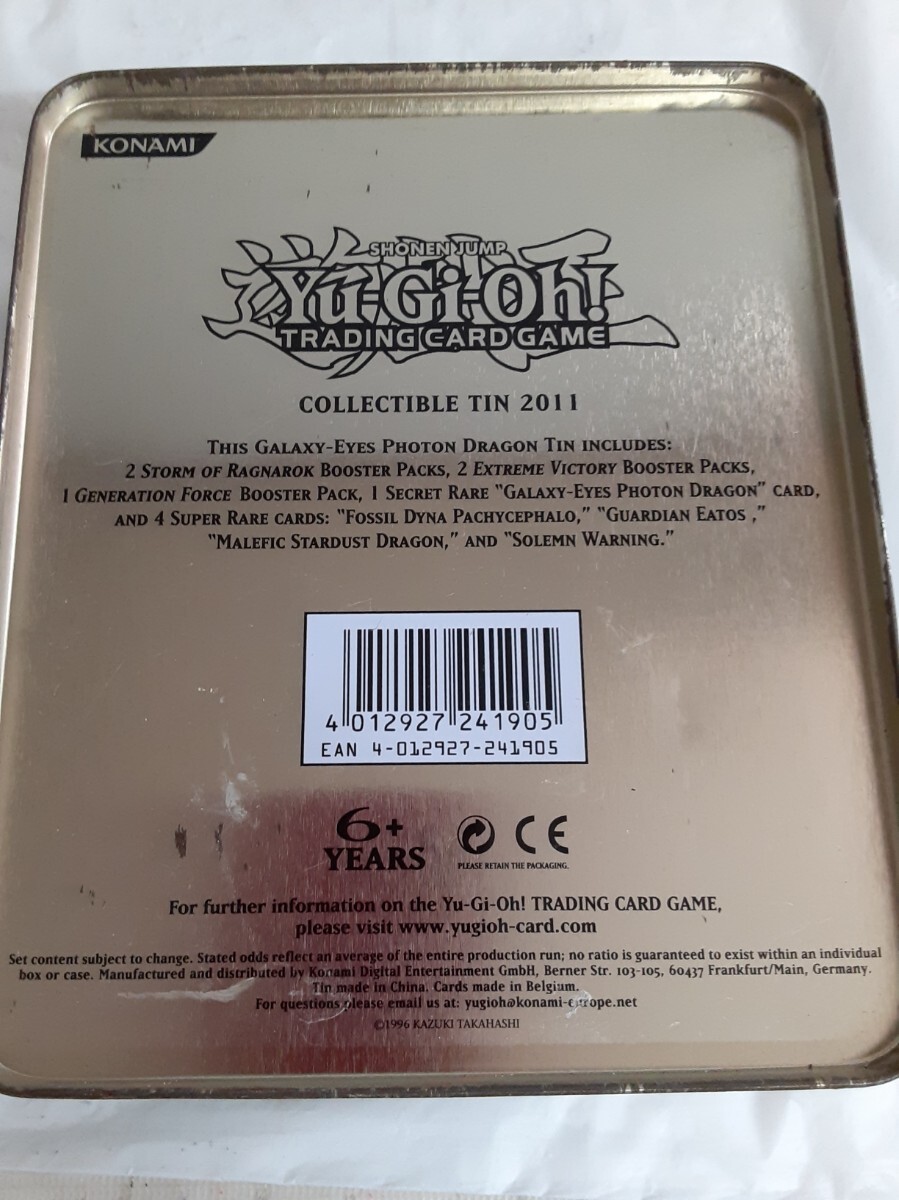 KONAMI
SHONEN JUMP
Yu-Gi-Oh!
TRADING CARD GAME
COLLECTIBLE TIN 2011
THIS GALAXY-EYES PHOTON DRAGON TIN INCLUDES:
2 STORM OF RAGNAROK BOOSTER PACKS, 2 EXTREME VICTORY BOOSTER PACKS,
1 GENERATION FORCE BOOSTER PACK, 1 SECRET RARE "GALAXY-EYES PHOTON DRAGON" CARD,
AND 4 SUPER RARE CARDS: "FOSSIL DYNA PACHYCEPHALO," "GUARDIAN EATOS ,"
"MALEFIC STARDUST DRAGON," AND "SOLEMN WARNING."
4 012927 241905
EAN 4-012927-241905
6+
YEARS
CE
PLEASE RETAIN THE PACKAGING.
For further information on the Yu-Gi-Oh! TRADING CARD GAME,
please visit www.yugioh-card.com
Set content subject to change. Stated odds reflect an average of the entire production run; no ratio is guaranteed to exist within an individual
box or case. Manufactured and distributed by Konami Digital Entertainment GmbH, Berner Str. 103-105, 60437 Frankfurt/Main, Germany.
Tin made in China. Cards made in Belgium.
For questions please email us at: yugioh@konami-europe.net
©1996 KAZUKI TAKAHASHI